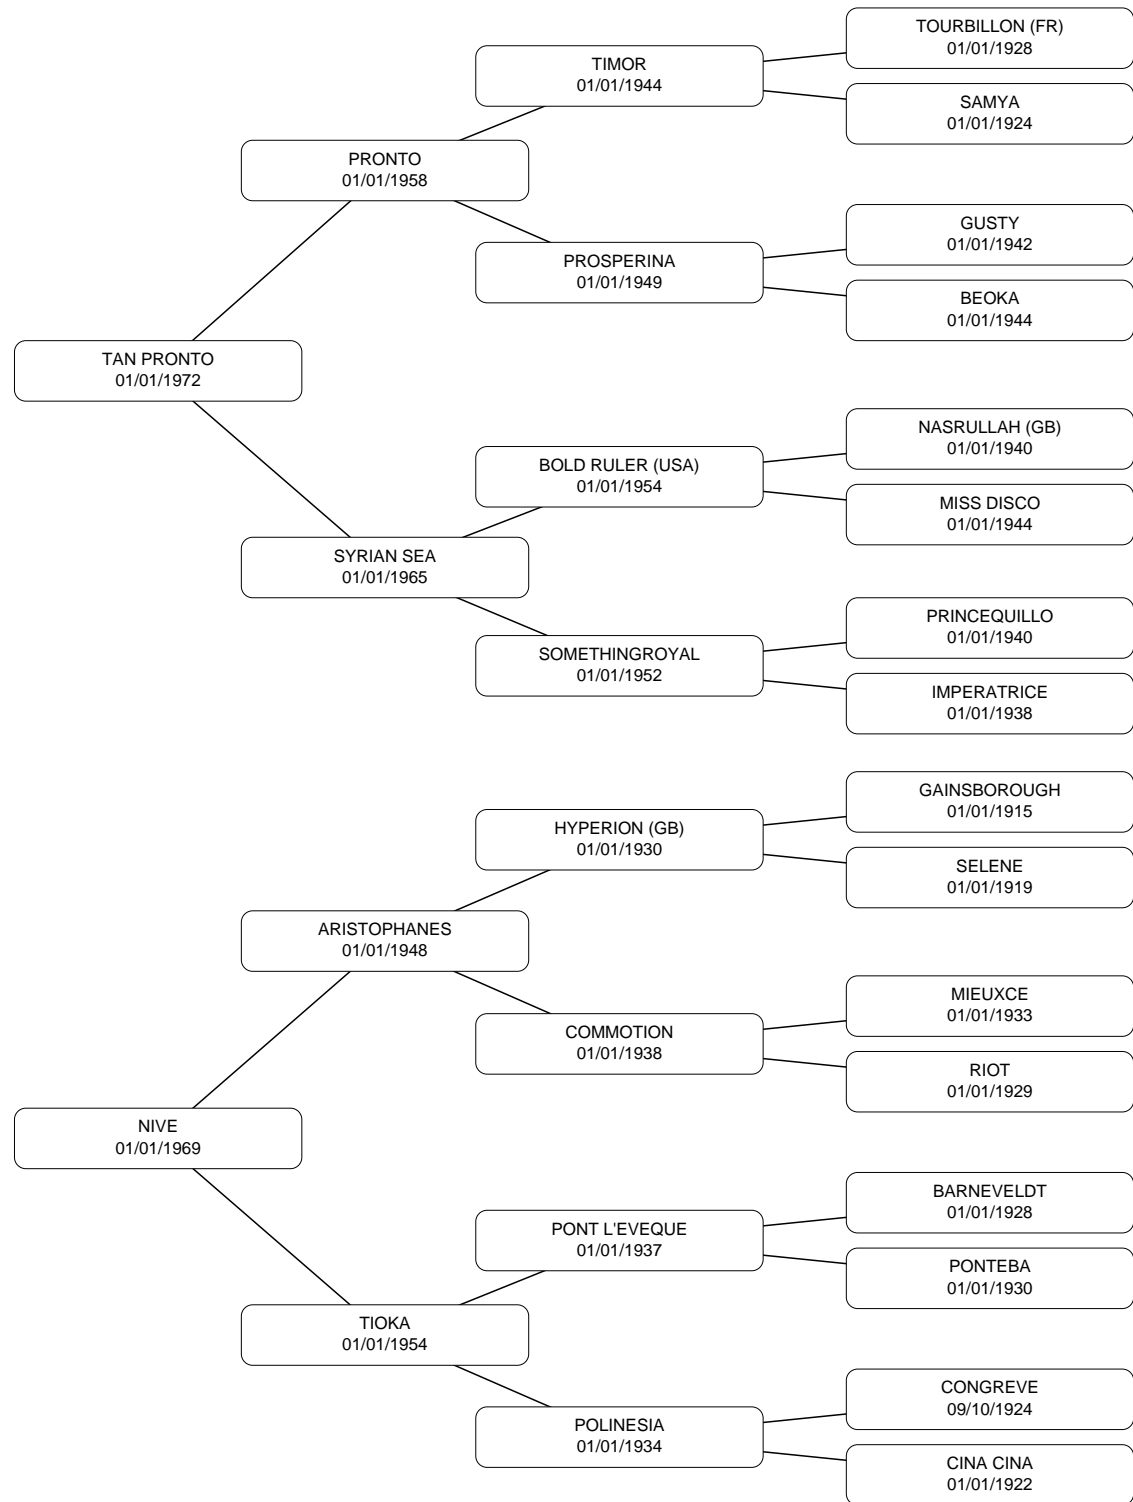 TOURBILLON (FR)
01/01/1928
TIMOR
01/01/1944
SAMYA
01/01/1924
PRONTO
01/01/1958
GUSTY
01/01/1942
PROSPERINA
01/01/1949
BEOKA
01/01/1944
TAN PRONTO
01/01/1972
NASRULLAH (GB)
01/01/1940
BOLD RULER (USA)
01/01/1954
MISS DISCO
01/01/1944
SYRIAN SEA
01/01/1965
PRINCEQUILLO
01/01/1940
SOMETHINGROYAL
01/01/1952
IMPERATRICE
01/01/1938
GAINSBOROUGH
01/01/1915
HYPERION (GB)
01/01/1930
SELENE
01/01/1919
ARISTOPHANES
01/01/1948
MIEUXCE
01/01/1933
COMMOTION
01/01/1938
RIOT
01/01/1929
NIVE
01/01/1969
BARNEVELDT
01/01/1928
PONT L'EVEQUE
01/01/1937
PONTEBA
01/01/1930
TIOKA
01/01/1954
CONGREVE
09/10/1924
POLINESIA
01/01/1934
CINA CINA
01/01/1922